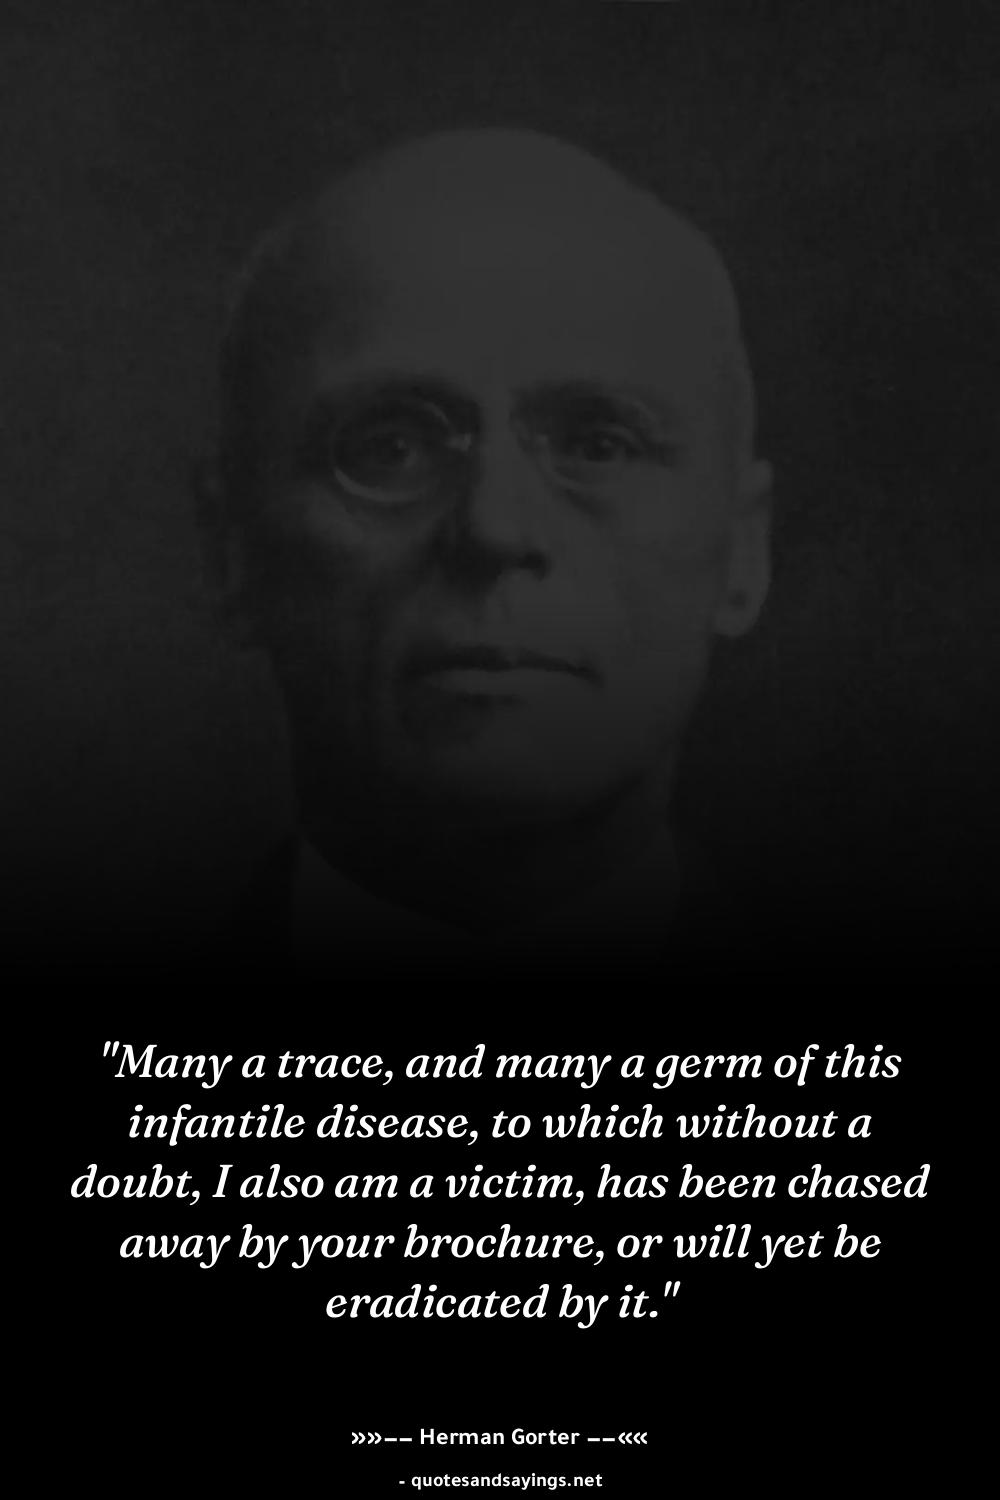 "Many a trace, and many a germ of this
infantile disease, to which without a
doubt, I also am a victim, has been chased
away by your brochure, or will yet be
eradicated by it."
»»−− Herman Gorter −−««
- quotesandsayings.net